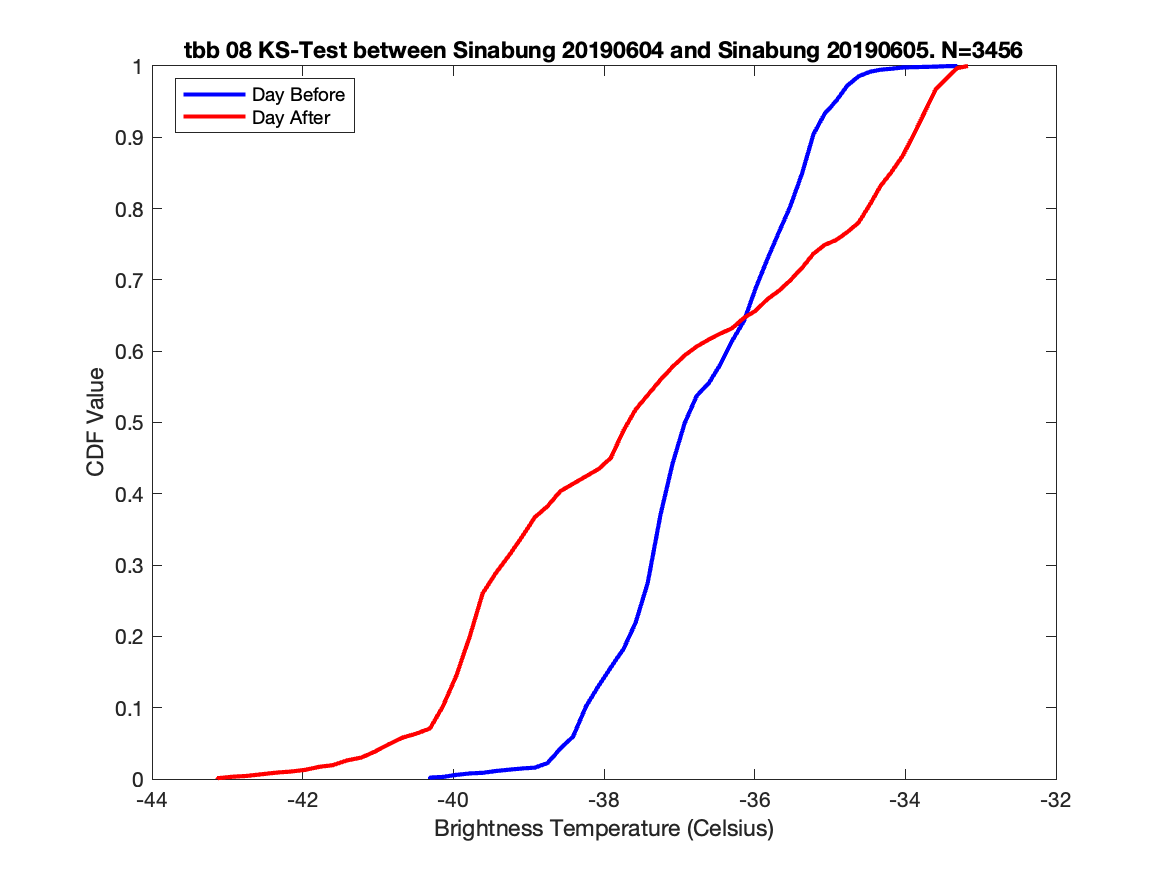 tbb 08 KS-Test between Sinabung 20190604 and Sinabung 20190605. N=3456
Day Before
Day After
1
0.9
0.8
0.7
0.6
0.5
0.4
0.3
0.2
0.1
0
CDF Value
-44 -42 -40 -38 -36 -34 -32
Brightness Temperature (Celsius)